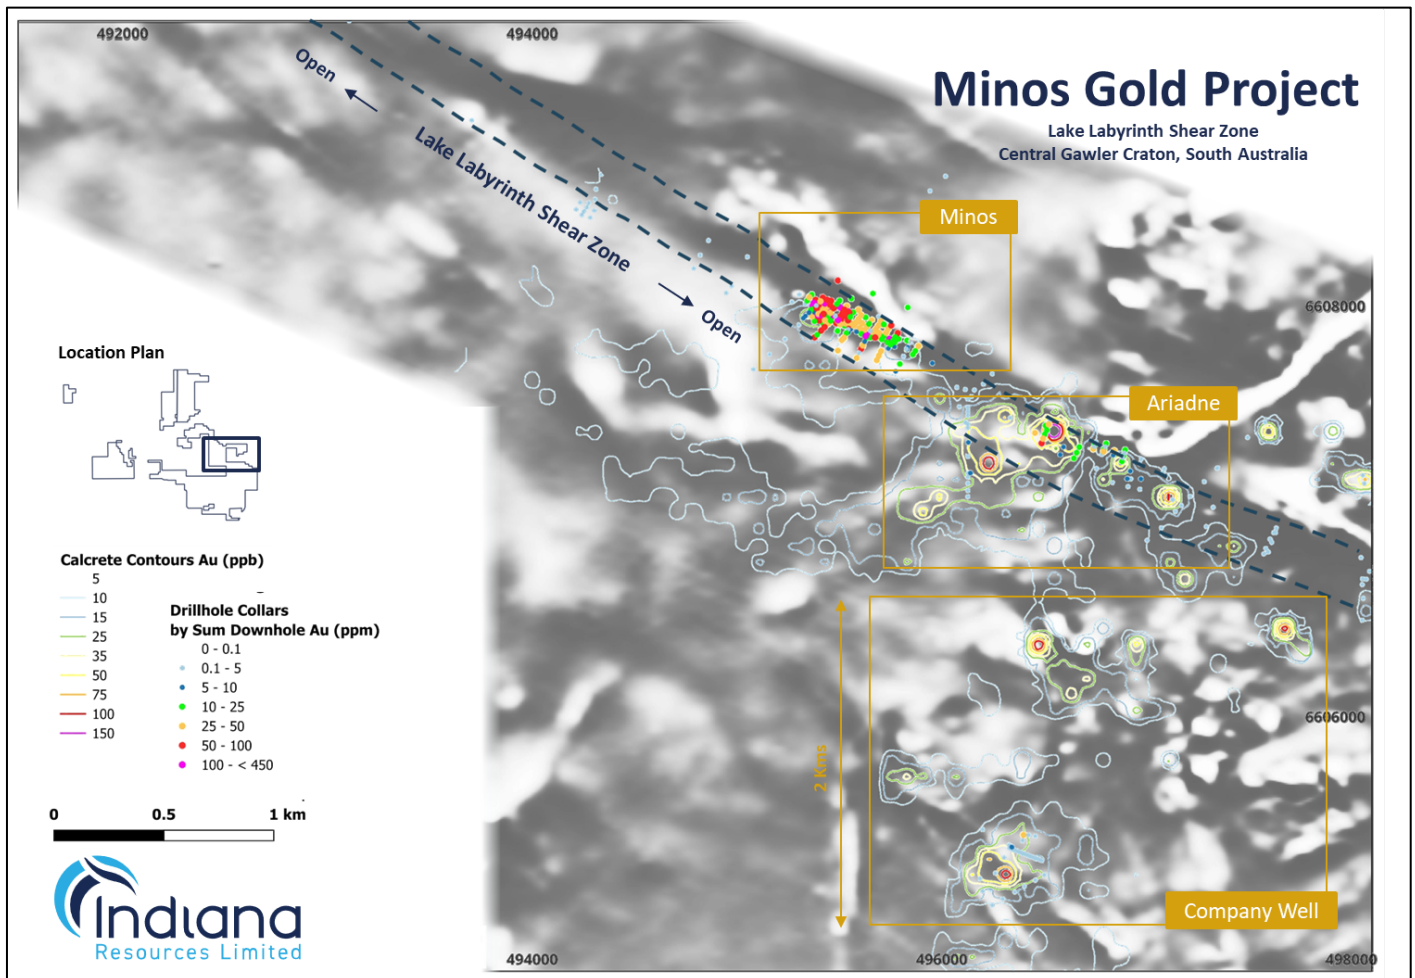 492000
494000
Minos Gold Project
Lake Labyrinth Shear Zone
Central Gawler Craton, South Australia
Open
Lake Labyrinth Shear Zone
Open
Minos
6608000
Ariadne
Location Plan
Calcrete Contours Au (ppb)
5
10
15
25
35
50
75
100
150
Drillhole Collars
by Sum Downhole Au (ppm)
0 - 0.1
0.1 - 5
5 - 10
10 - 25
25 - 50
50 - 100
100 - < 450
6606000
2 Kms
0 0.5 1 km
Indiana
Resources Limited
Company Well
494000
496000
498000